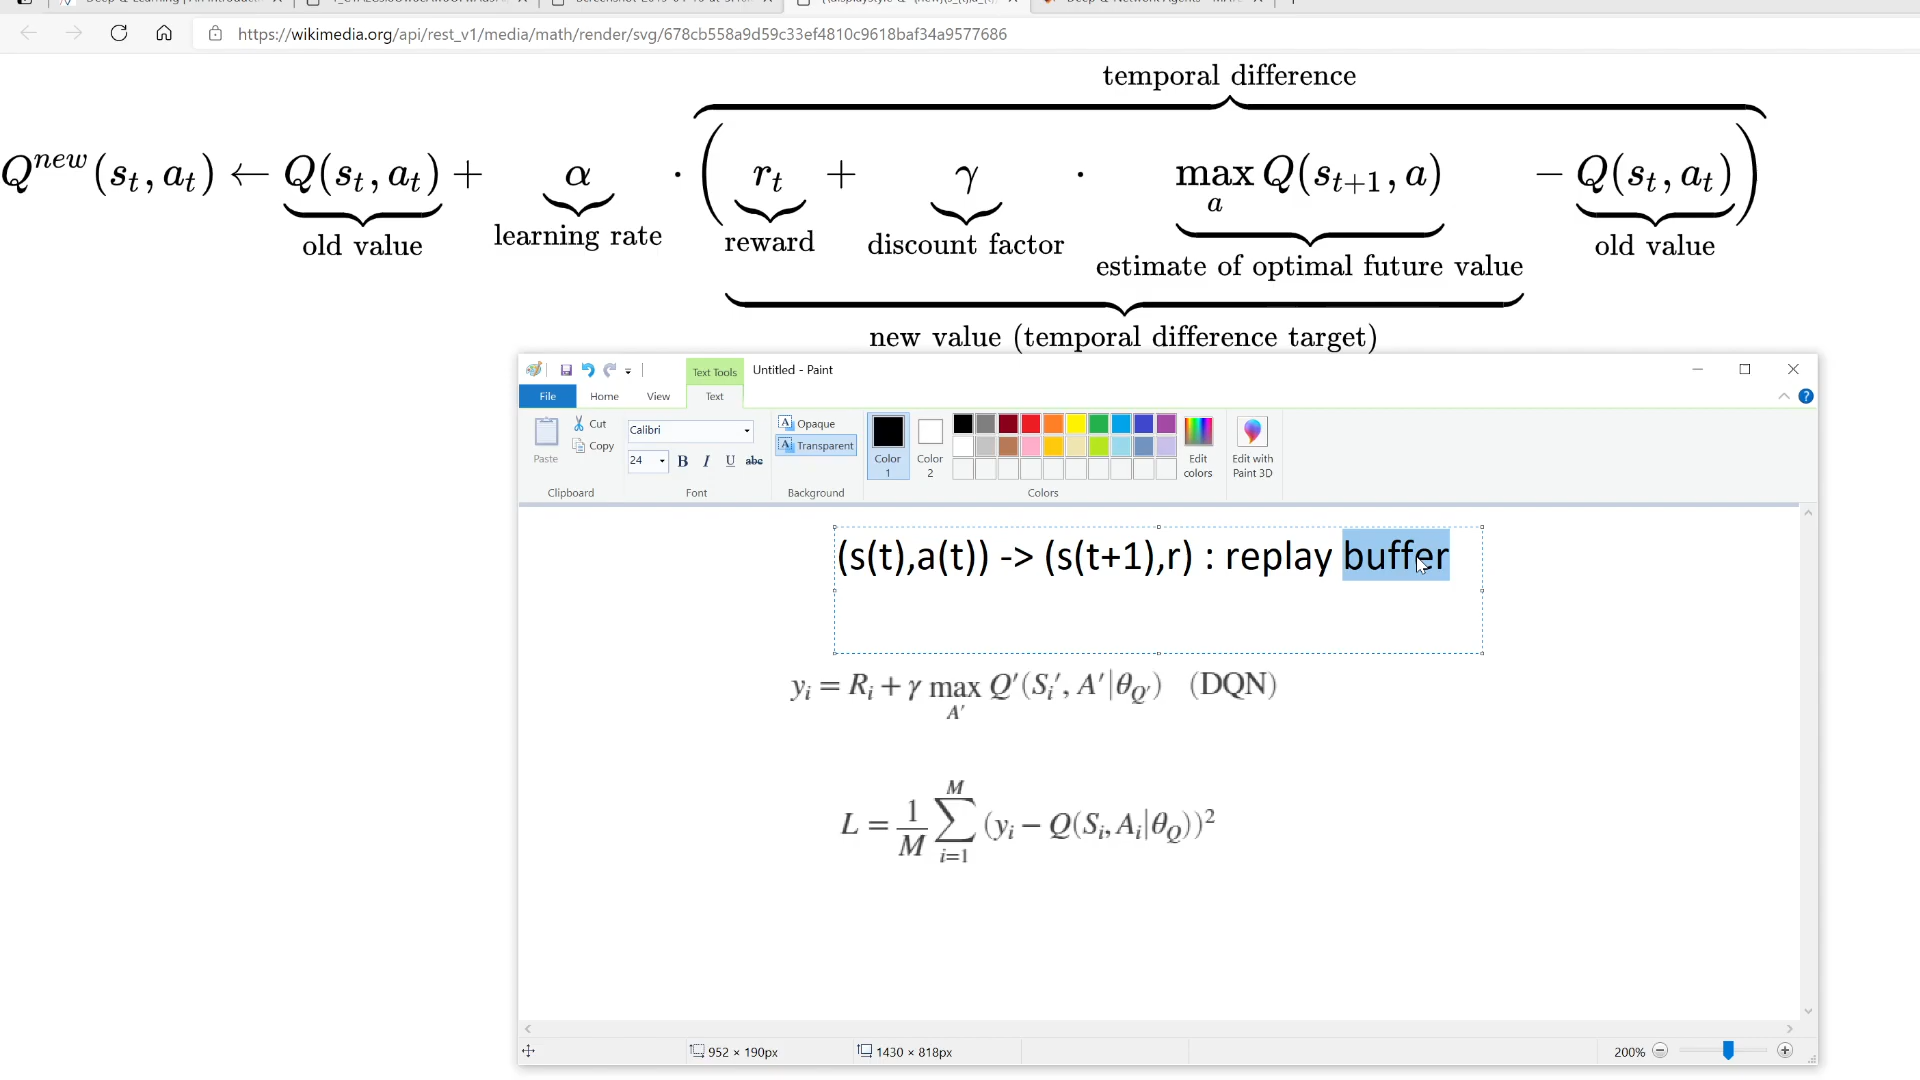 https://wikimedia.org/api/rest_v1/media/math/render/svg/678cb558a9d59c33ef4810c9618baf34a9577686
temporal difference
Q^{new}(s_t, a_t) ← Q(s_t, a_t) + α · ( r_t + γ · max_a Q(s_{t+1}, a) − Q(s_t, a_t) )
old value learning rate reward discount factor estimate of optimal future value old value
new value (temporal difference target)
Text Tools Untitled - Paint
File Home View Text
Paste Cut Copy
Clipboard
Calibri
24 B I U abc
Font
Opaque
Transparent
Background
Color 1
Color 2
Edit colors
Colors
Edit with Paint 3D
(s(t),a(t)) -> (s(t+1),r) : replay buffer
y_i = R_i + γ max_{A'} Q'(S_i', A'|θ_{Q'}) (DQN)
L = \frac{1}{M} \sum_{i=1}^{M} (y_i − Q(S_i, A_i|θ_Q))^2
952 × 190px 1430 × 818px 200%